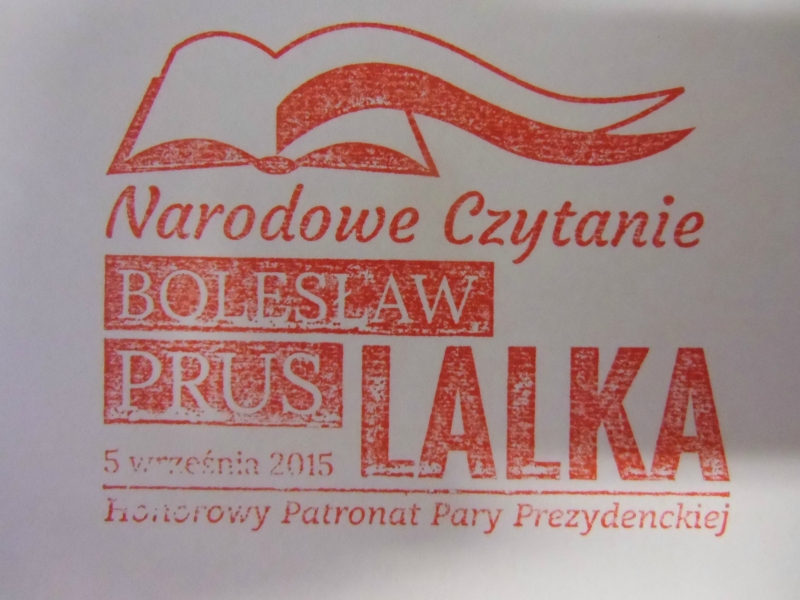 Narodowe Czytanie
BOLESŁAW
PRUS
LALKA
5 września 2015
Honorowy Patronat Pary Prezydenckiej